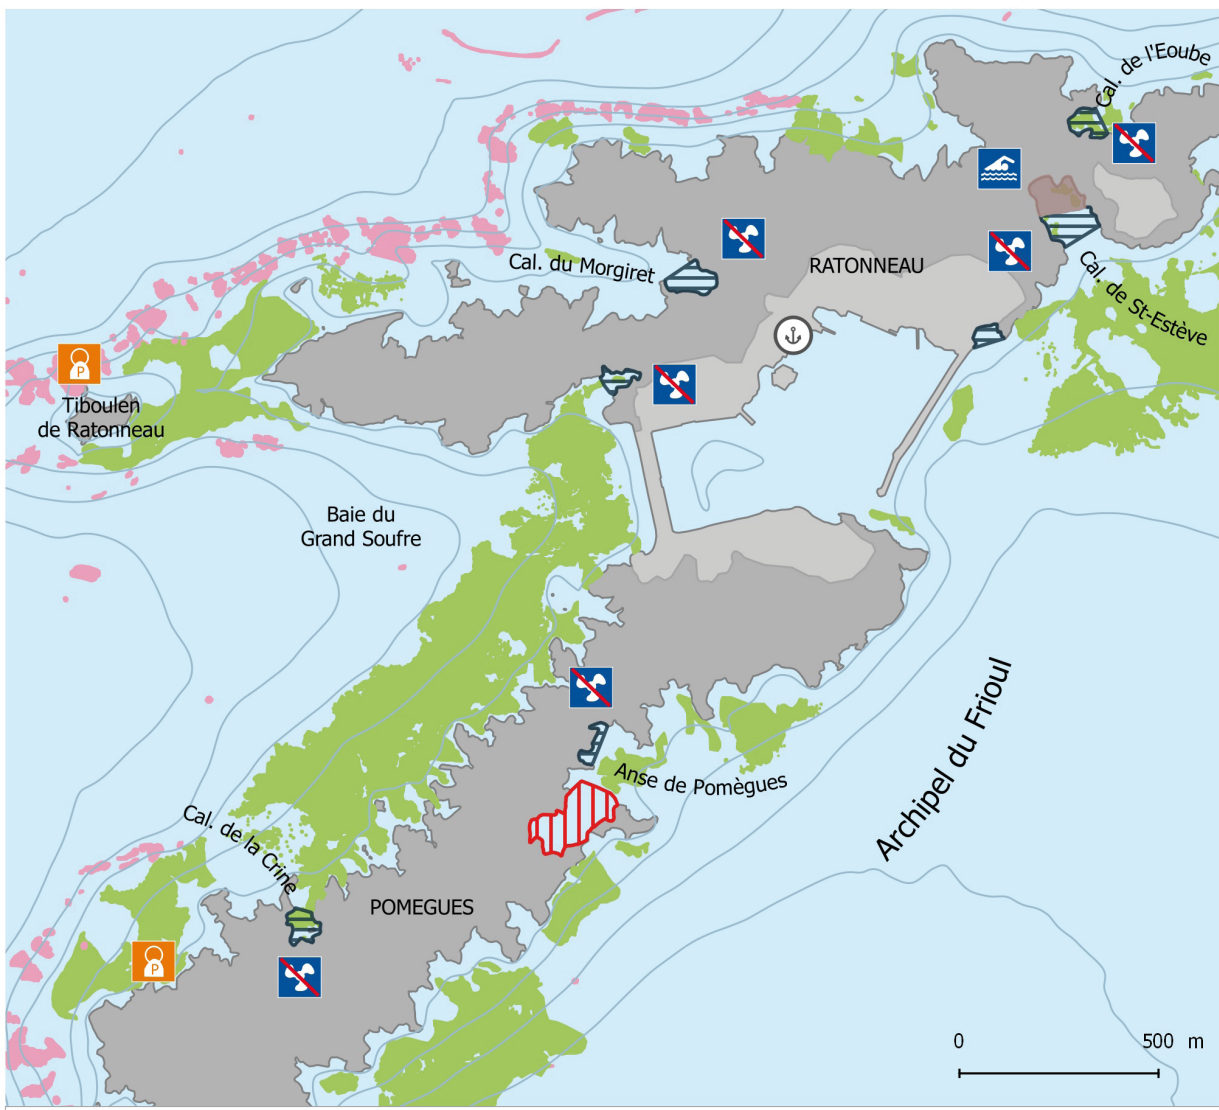 Cal. de l'Eoube
Cal. du Morgiret
RATONNEAU
Cal. de St-Estève
P
Tiboulen
de Ratonneau
Baie du
Grand Soufre
Archipel du Frioul
Anse de Pomègues
Cal. de la Crine
POMEGUES
P
0 500 m